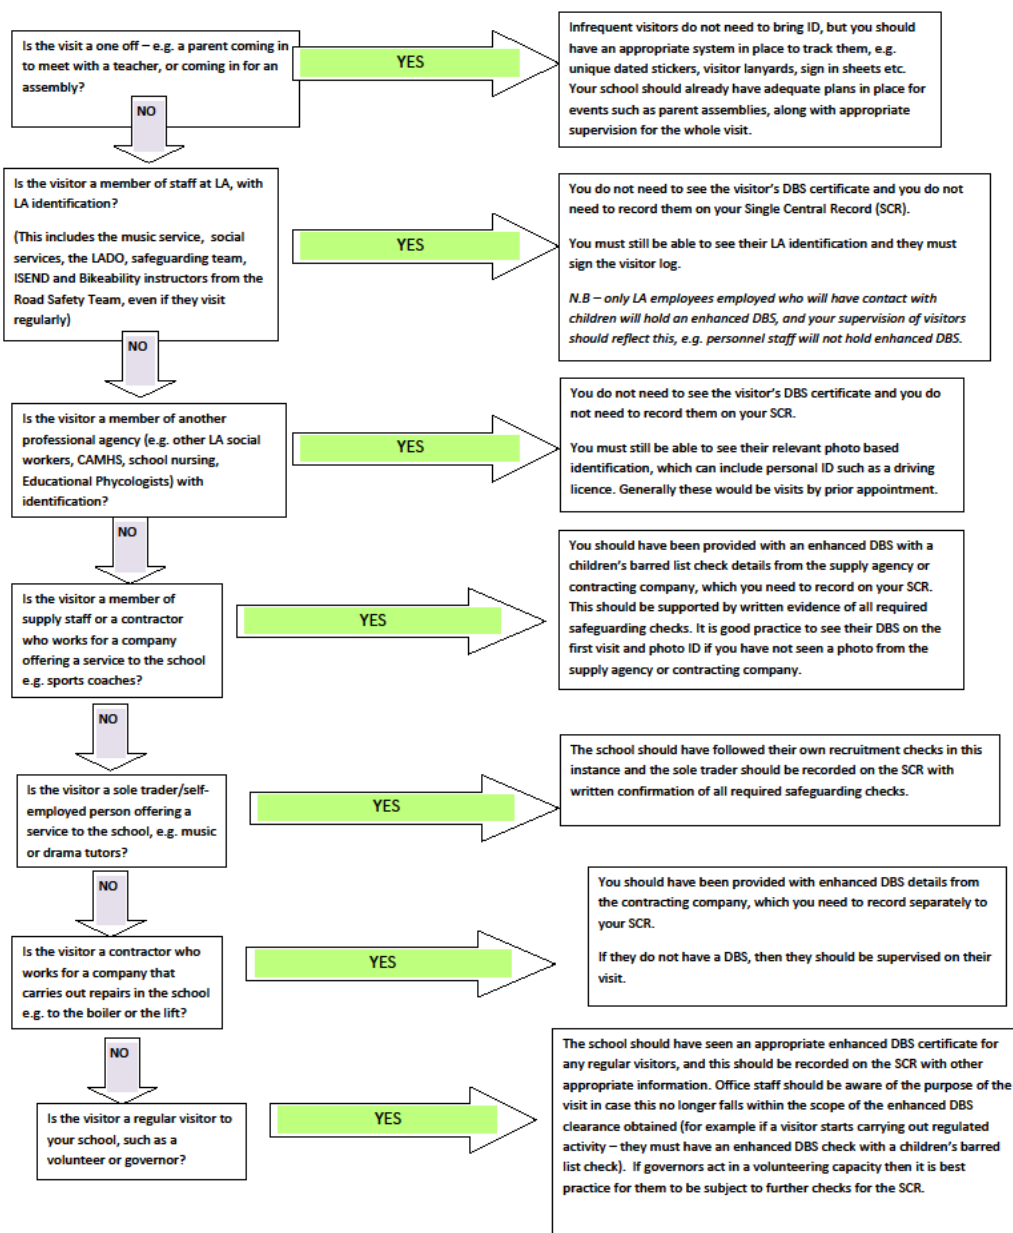 Is the visit a one off – e.g. a parent coming in
to meet with a teacher, or coming in for an
assembly?
YES
Infrequent visitors do not need to bring ID, but you should
have an appropriate system in place to track them, e.g.
unique dated stickers, visitor lanyards, sign in sheets etc.
Your school should already have adequate plans in place for
events such as parent assemblies, along with appropriate
supervision for the whole visit.
NO
Is the visitor a member of staff at LA, with
LA identification?
(This includes the music service, social
services, the LADO, safeguarding team,
ISEND and Bikeability instructors from the
Road Safety Team, even if they visit
regularly)
YES
You do not need to see the visitor's DBS certificate and you do not
need to record them on your Single Central Record (SCR).
You must still be able to see their LA identification and they must
sign the visitor log.
N.B – only LA employees employed who will have contact with
children will hold an enhanced DBS, and your supervision of visitors
should reflect this, e.g. personnel staff will not hold enhanced DBS.
NO
Is the visitor a member of another
professional agency (e.g. other LA social
workers, CAMHS, school nursing,
Educational Phycologists) with
identification?
YES
You do not need to see the visitor's DBS certificate and you do
not need to record them on your SCR.
You must still be able to see their relevant photo based
identification, which can include personal ID such as a driving
licence. Generally these would be visits by prior appointment.
NO
Is the visitor a member of
supply staff or a contractor
who works for a company
offering a service to the school
e.g. sports coaches?
YES
You should have been provided with an enhanced DBS with a
children's barred list check details from the supply agency or
contracting company, which you need to record on your SCR.
This should be supported by written evidence of all required
safeguarding checks. It is good practice to see their DBS on the
first visit and photo ID if you have not seen a photo from the
supply agency or contracting company.
NO
Is the visitor a sole trader/self-
employed person offering a
service to the school, e.g. music
or drama tutors?
YES
The school should have followed their own recruitment checks in this
instance and the sole trader should be recorded on the SCR with
written confirmation of all required safeguarding checks.
NO
Is the visitor a contractor who
works for a company that
carries out repairs in the school
e.g. to the boiler or the lift?
YES
You should have been provided with enhanced DBS details from
the contracting company, which you need to record separately to
your SCR.
If they do not have a DBS, then they should be supervised on their
visit.
NO
Is the visitor a regular visitor to
your school, such as a
volunteer or governor?
YES
The school should have seen an appropriate enhanced DBS certificate for
any regular visitors, and this should be recorded on the SCR with other
appropriate information. Office staff should be aware of the purpose of the
visit in case this no longer falls within the scope of the enhanced DBS
clearance obtained (for example if a visitor starts carrying out regulated
activity – they must have an enhanced DBS check with a children's barred
list check). If governors act in a volunteering capacity then it is best
practice for them to be subject to further checks for the SCR.